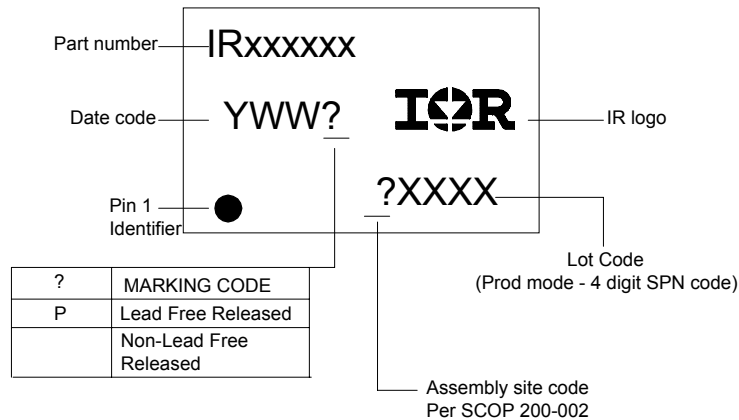 Part number
IRxxxxxx
Date code
YWW?
IOR
IR logo
?XXXX
Pin 1
Identifier
Lot Code
(Prod mode - 4 digit SPN code)
? MARKING CODE
P Lead Free Released
Non-Lead Free
Released
Assembly site code
Per SCOP 200-002